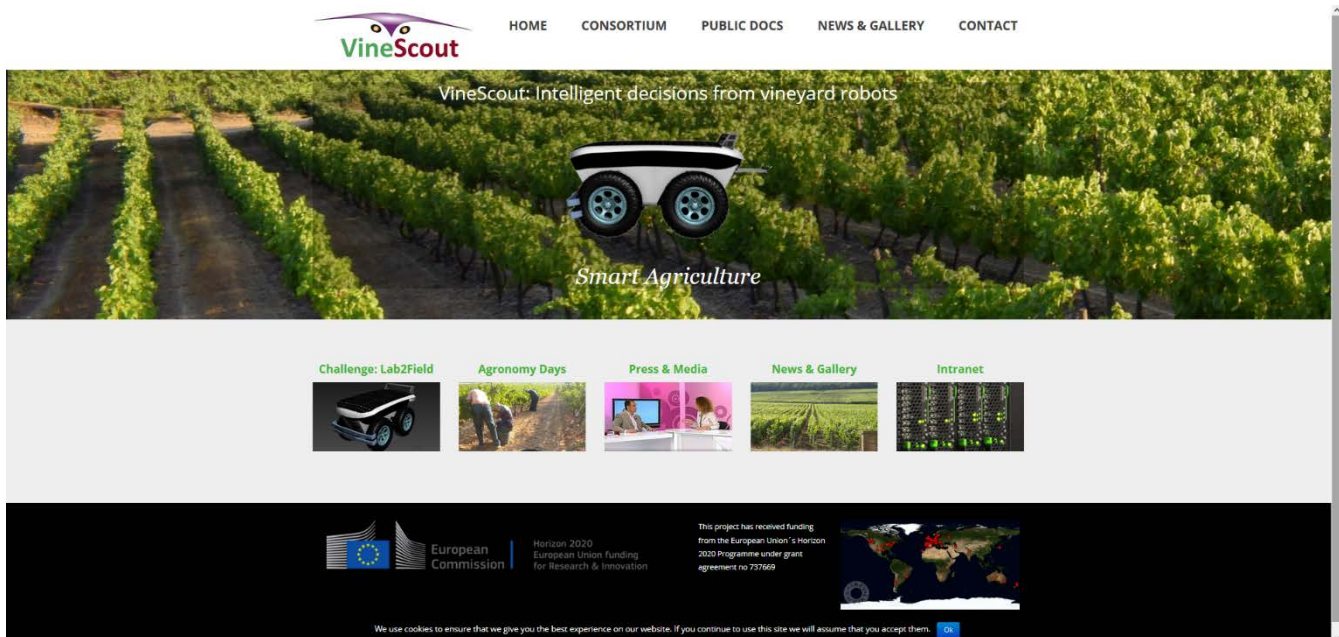 VineScout
HOME
CONSORTIUM
PUBLIC DOCS
NEWS & GALLERY
CONTACT
VineScout: Intelligent decisions from vineyard robots
Smart Agriculture
Challenge: Lab2Field
Agronomy Days
Press & Media
News & Gallery
Intranet
European
Commission
Horizon 2020
European Union funding
for Research & Innovation
This project has received funding
from the European Union´s Horizon
2020 Programme under grant
agreement no 737669
We use cookies to ensure that we give you the best experience on our website. If you continue to use this site we will assume that you accept them.
Ok